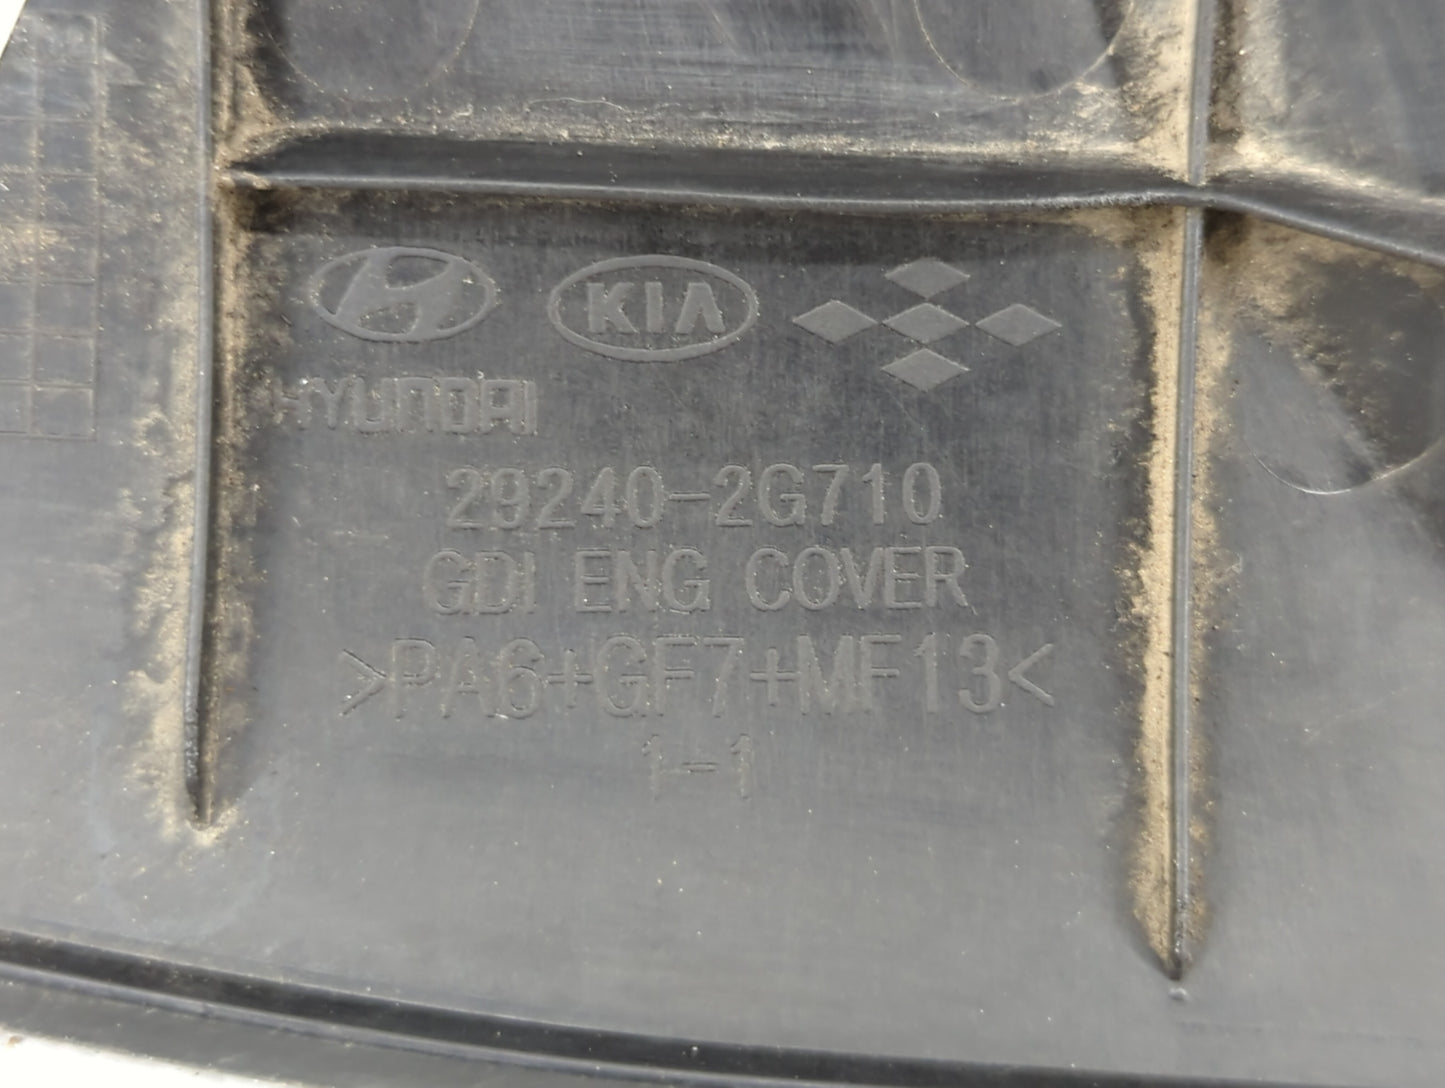 KIA
HYUNDAI
29240-2G710
GDI ENG COVER
>PA6+GF7+MF13<
1-1